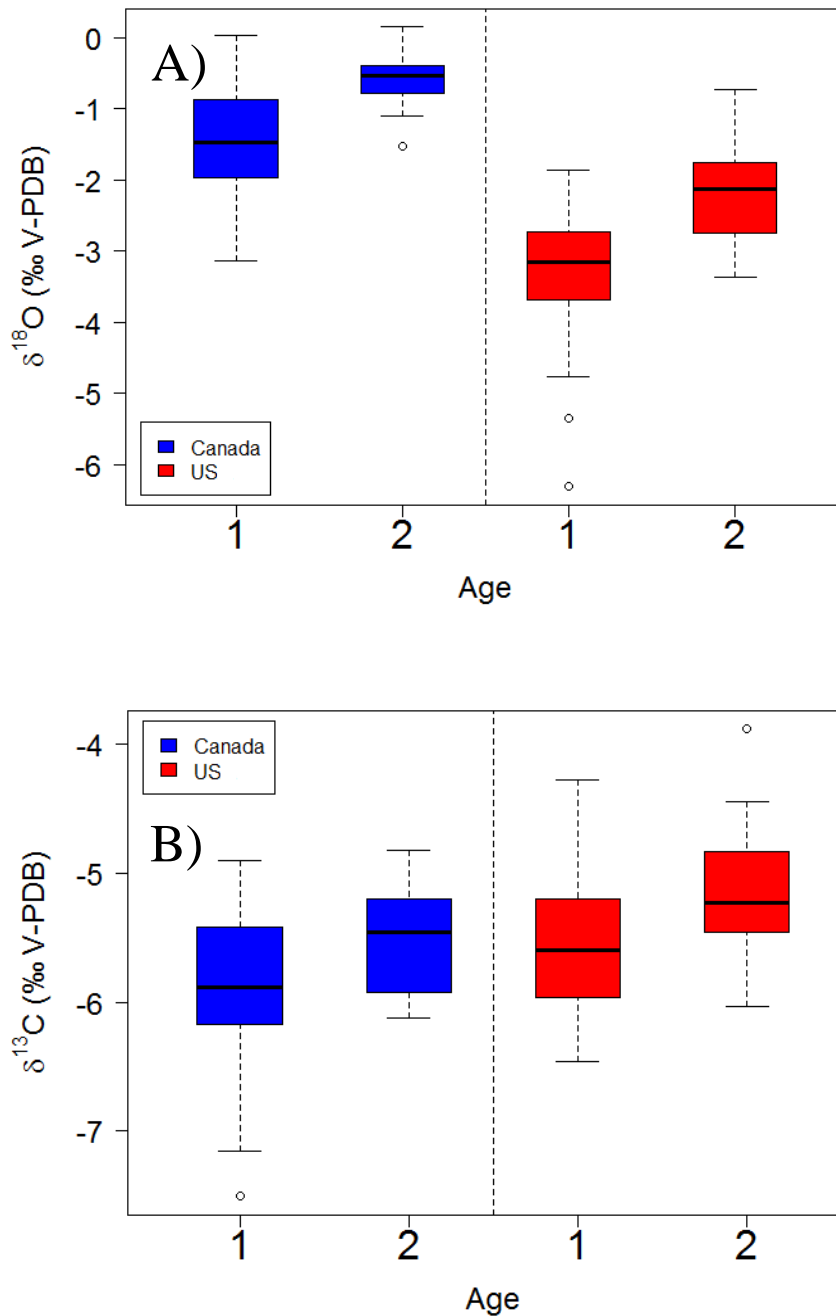 A)
0
-1
-2
-3
-4
-5
-6
δ18O (‰ V-PDB)
Canada
US
1 2 1 2
Age
B)
-4
-5
-6
-7
δ13C (‰ V-PDB)
Canada
US
1 2 1 2
Age